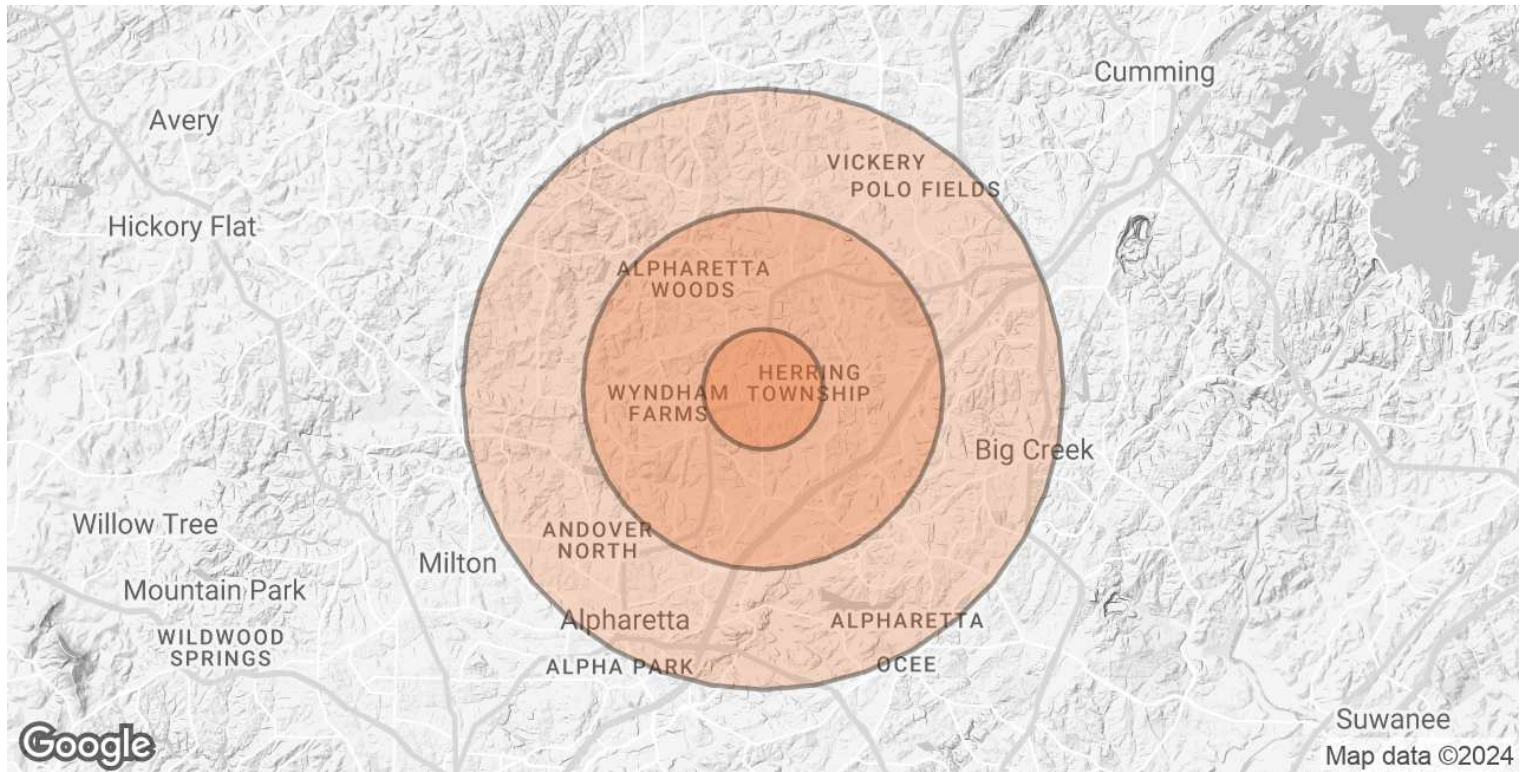 Cumming
Avery
VICKERY
POLO FIELDS
Hickory Flat
ALPHARETTA
WOODS
HERRING
TOWNSHIP
WYNDHAM
FARMS
Big Creek
Willow Tree
ANDOVER
NORTH
Milton
Mountain Park
Alpharetta
ALPHARETTA
WILDWOOD
SPRINGS
ALPHA PARK
OCEE
Suwanee
Google
Map data ©2024